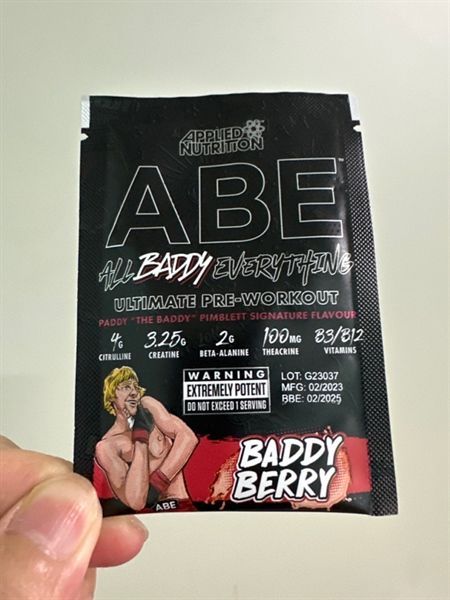 APPLIED
NUTRITION
ABE™
ALL BADDY EVERYTHING
ULTIMATE PRE-WORKOUT
PADDY "THE BADDY" PIMBLETT SIGNATURE FLAVOUR
4G 3.25G 2G 100MG B3/B12
CITRULLINE CREATINE BETA-ALANINE THEACRINE VITAMINS
WARNING
EXTREMELY POTENT
DO NOT EXCEED 1 SERVING
LOT: G23037
MFG: 02/2023
BBE: 02/2025
BADDY
BERRY
ABE